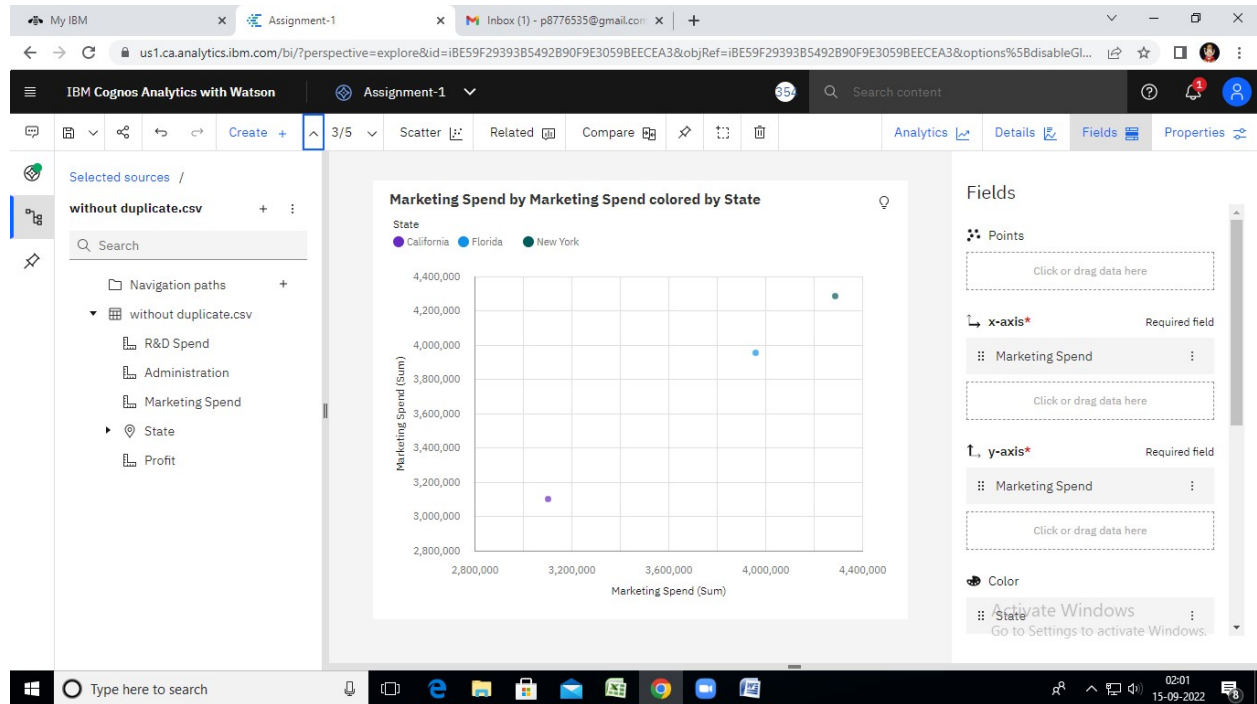 My IBM
Assignment-1
Inbox (1) - p8776535@gmail.com
us1.ca.analytics.ibm.com/bi/?perspective=explore&id=iBE59F29393B5492B90F9E3059BEECEA3&objRef=iBE59F29393B5492B90F9E3059BEECEA3&options%5BdisableGl...
IBM Cognos Analytics with Watson
Assignment-1
354
Search content
1
Create +
3/5
Scatter
Related
Compare
Analytics
Details
Fields
Properties
Selected sources /
without duplicate.csv
Search
Navigation paths
without duplicate.csv
R&D Spend
Administration
Marketing Spend
State
Profit
Marketing Spend by Marketing Spend colored by State
State
California Florida New York
4,400,000
4,200,000
4,000,000
3,800,000
3,600,000
3,400,000
3,200,000
3,000,000
2,800,000
Marketing Spend (Sum)
2,800,000 3,200,000 3,600,000 4,000,000 4,400,000
Marketing Spend (Sum)
Fields
Points
Click or drag data here
x-axis* Required field
Marketing Spend
Click or drag data here
y-axis* Required field
Marketing Spend
Click or drag data here
Color
State
Activate Windows
Go to Settings to activate Windows.
Type here to search
02:01
15-09-2022
8